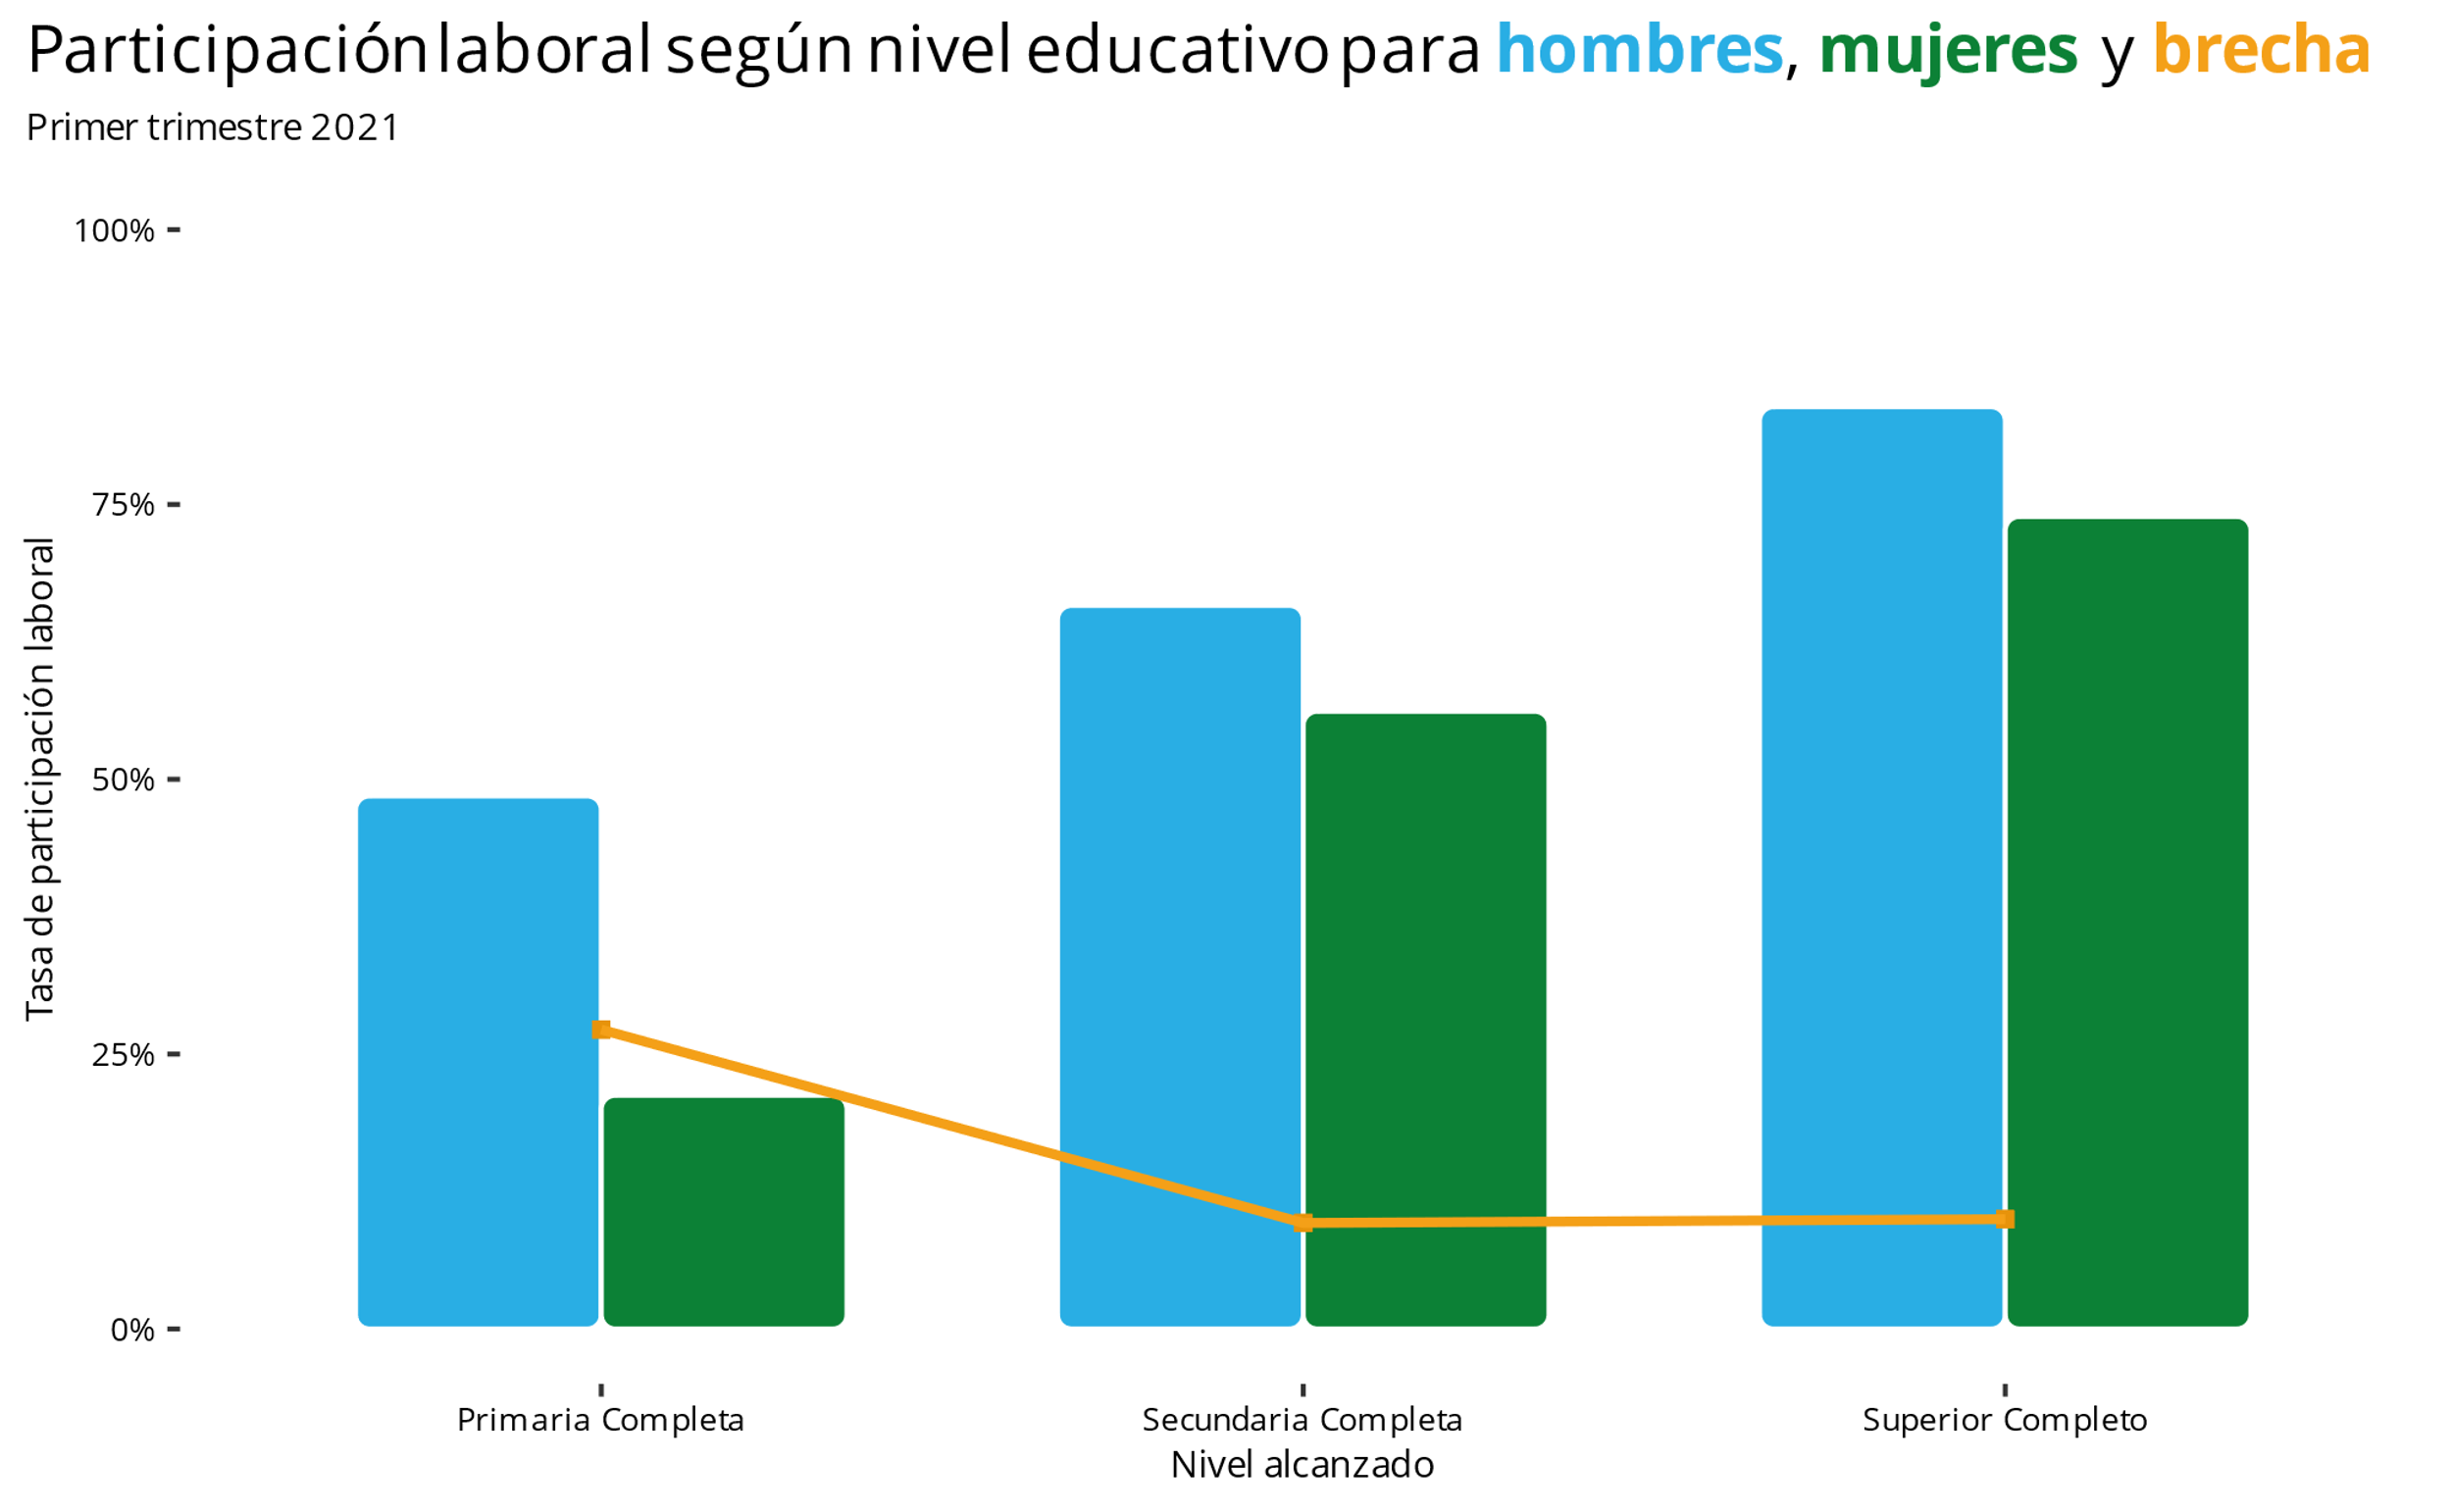 Participación laboral según nivel educativo para hombres, mujeres y brecha
Primer trimestre 2021
100%
75%
50%
25%
0%
Tasa de participación laboral
Primaria Completa
Secundaria Completa
Superior Completo
Nivel alcanzado